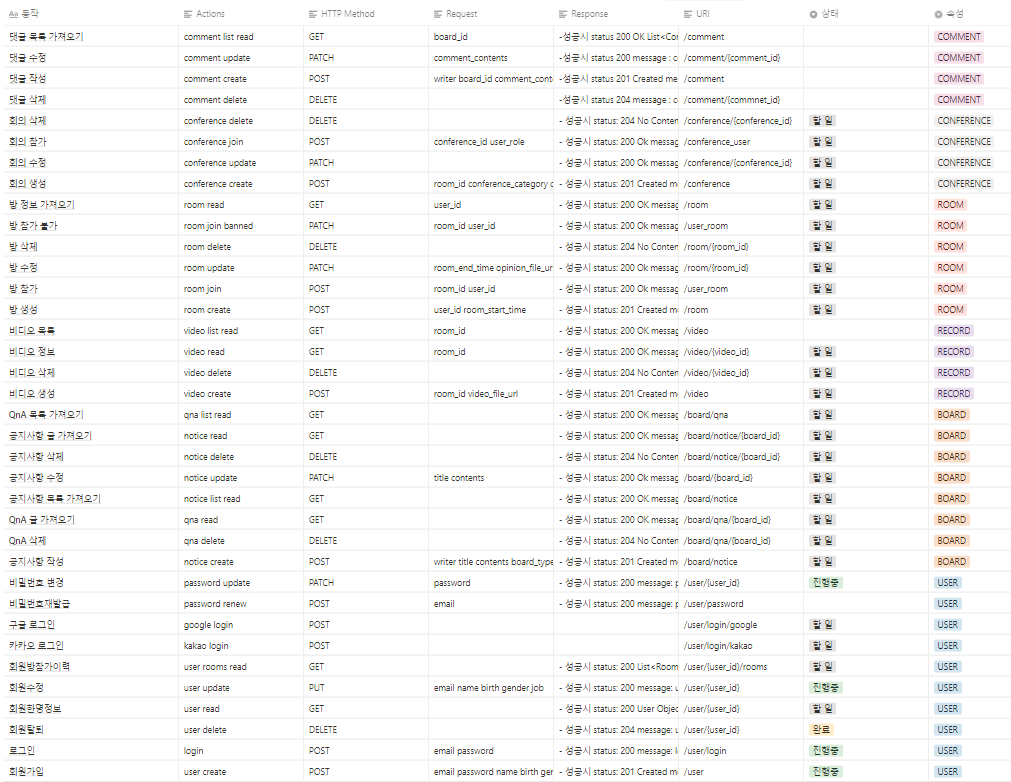 Aa 동작 Actions HTTP Method Request Response URI 상태 속성
댓글 목록 가져오기 comment list read GET board_id -성공시 status 200 OK List<Cor /comment COMMENT
댓글 수정 comment update PATCH comment_contents -성공시 status 200 message : c /comment/{comment_id} COMMENT
댓글 작성 comment create POST writer board_id comment_cont -성공시 status 201 Created me /comment COMMENT
댓글 삭제 comment delete DELETE -성공시 status 204 message : c /comment/{commnet_id} COMMENT
회의 삭제 conference delete DELETE - 성공시 status: 204 No Conten /conference/{conference_id} 할 일 CONFERENCE
회의 참가 conference join POST conference_id user_role - 성공시 status: 200 Ok messag /conference_user 할 일 CONFERENCE
회의 수정 conference update PATCH - 성공시 status: 200 Ok messag /conference/{conference_id} 할 일 CONFERENCE
회의 생성 conference create POST room_id conference_category c - 성공시 status: 201 Created m /conference 할 일 CONFERENCE
방 정보 가져오기 room read GET user_id - 성공시 status: 200 OK messag /room 할 일 ROOM
방 참가 불가 room join banned PATCH room_id user_id - 성공시 status: 200 Ok messag /user_room 할 일 ROOM
방 삭제 room delete DELETE - 성공시 status: 204 No Conten /room/{room_id} 할 일 ROOM
방 수정 room update PATCH room_end_time opinion_file_ur - 성공시 status: 200 Ok messag /room/{room_id} 할 일 ROOM
방 참가 room join POST room_id user_id - 성공시 status: 200 Ok messag /user_room 할 일 ROOM
방 생성 room create POST user_id room_start_time - 성공시 status: 201 Created m /room 할 일 ROOM
비디오 목록 video list read GET room_id - 성공시 status: 200 OK messag /video RECORD
비디오 정보 video read GET room_id - 성공시 status: 200 OK messag /video/{video_id} 할 일 RECORD
비디오 삭제 video delete DELETE - 성공시 status: 204 No Conten /video/{video_id} 할 일 RECORD
비디오 생성 video create POST room_id video_file_url - 성공시 status: 201 Created m /video 할 일 RECORD
QnA 목록 가져오기 qna list read GET - 성공시 status: 200 OK messag /board/qna 할 일 BOARD
공지사항 글 가져오기 notice read GET - 성공시 status: 200 OK messag /board/notice/{board_id} 할 일 BOARD
공지사항 삭제 notice delete DELETE - 성공시 status: 204 No Conten /board/notice/{board_id} 할 일 BOARD
공지사항 수정 notice update PATCH title contents - 성공시 status: 200 Ok messag /board/{board_id} 할 일 BOARD
공지사항 목록 가져오기 notice list read GET - 성공시 status: 200 OK messag /board/notice 할 일 BOARD
QnA 글 가져오기 qna read GET - 성공시 status: 200 OK messag /board/qna/{board_id} 할 일 BOARD
QnA 삭제 qna delete DELETE - 성공시 status: 204 No Conten /board/qna/{board_id} 할 일 BOARD
공지사항 작성 notice create POST writer title contents board_type - 성공시 status: 201 Created m /board/notice 할 일 BOARD
비밀번호 변경 password update PATCH password - 성공시 status: 200 message: p /user/{user_id} 진행중 USER
비밀번호재발급 password renew POST email - 성공시 status: 200 message: p /user/password USER
구글 로그인 google login POST /user/login/google 할 일 USER
카카오 로그인 kakao login POST /user/login/kakao 할 일 USER
회원방참가이력 user rooms read GET - 성공시 status: 200 List<Room /user/{user_id}/rooms 할 일 USER
회원수정 user update PUT email name birth gender job - 성공시 status: 200 message: u /user/{user_id} 진행중 USER
회원한명정보 user read GET - 성공시 status: 200 User Objec /user/{user_id} 할 일 USER
회원탈퇴 user delete DELETE - 성공시 status: 204 message: u /user/{user_id} 완료 USER
로그인 login POST email password - 성공시 status: 200 message: l /user/login 진행중 USER
회원가입 user create POST email password name birth ger - 성공시 status: 201 Created m /user 진행중 USER